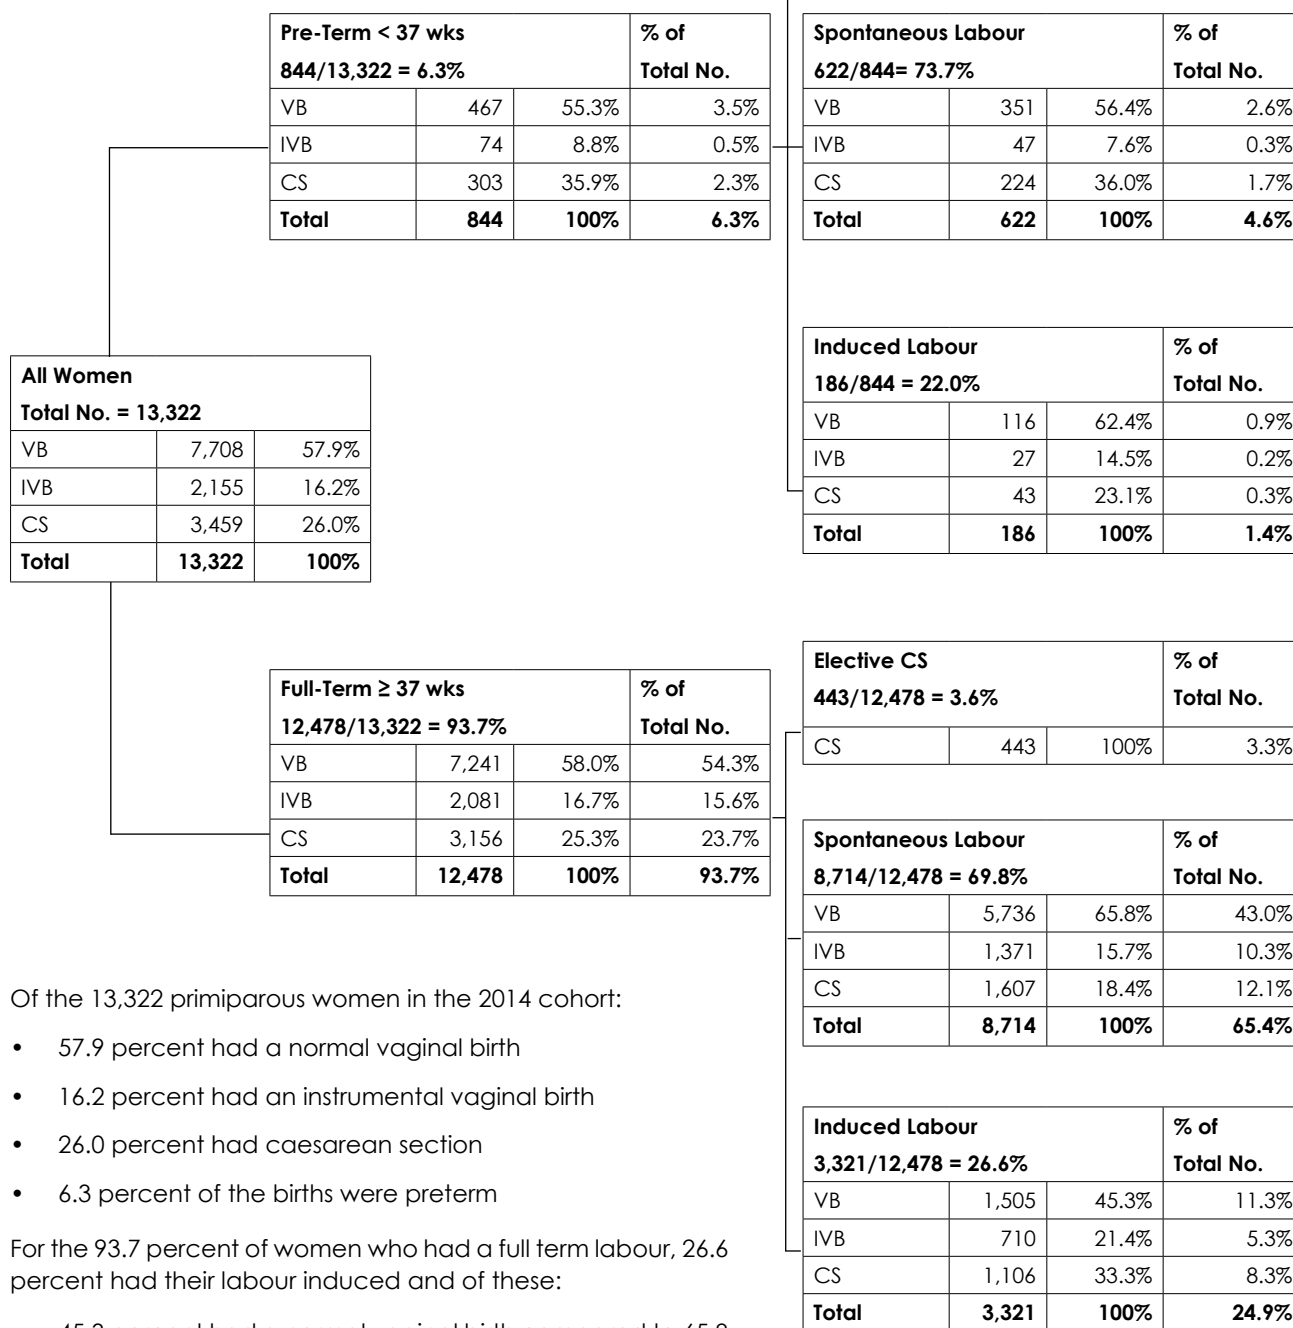 Pre-Term < 37 wks % of
844/13,322 = 6.3% Total No.
VB 467 55.3% 3.5%
IVB 74 8.8% 0.5%
CS 303 35.9% 2.3%
Total 844 100% 6.3%
Spontaneous Labour % of
622/844= 73.7% Total No.
VB 351 56.4% 2.6%
IVB 47 7.6% 0.3%
CS 224 36.0% 1.7%
Total 622 100% 4.6%
Induced Labour % of
186/844 = 22.0% Total No.
VB 116 62.4% 0.9%
IVB 27 14.5% 0.2%
CS 43 23.1% 0.3%
Total 186 100% 1.4%
All Women
Total No. = 13,322
VB 7,708 57.9%
IVB 2,155 16.2%
CS 3,459 26.0%
Total 13,322 100%
Full-Term ≥ 37 wks % of
12,478/13,322 = 93.7% Total No.
VB 7,241 58.0% 54.3%
IVB 2,081 16.7% 15.6%
CS 3,156 25.3% 23.7%
Total 12,478 100% 93.7%
Elective CS % of
443/12,478 = 3.6% Total No.
CS 443 100% 3.3%
Spontaneous Labour % of
8,714/12,478 = 69.8% Total No.
VB 5,736 65.8% 43.0%
IVB 1,371 15.7% 10.3%
CS 1,607 18.4% 12.1%
Total 8,714 100% 65.4%
Induced Labour % of
3,321/12,478 = 26.6% Total No.
VB 1,505 45.3% 11.3%
IVB 710 21.4% 5.3%
CS 1,106 33.3% 8.3%
Total 3,321 100% 24.9%
Of the 13,322 primiparous women in the 2014 cohort:
• 57.9 percent had a normal vaginal birth
• 16.2 percent had an instrumental vaginal birth
• 26.0 percent had caesarean section
• 6.3 percent of the births were preterm
For the 93.7 percent of women who had a full term labour, 26.6
percent had their labour induced and of these: